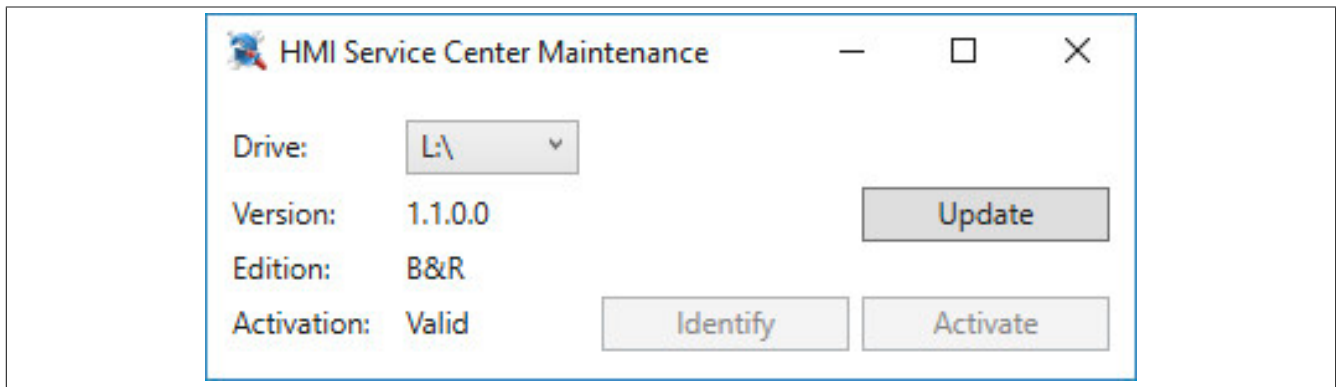 HMI Service Center Maintenance
Drive: L:\
Version: 1.1.0.0 Update
Edition: B&R
Activation: Valid Identify Activate